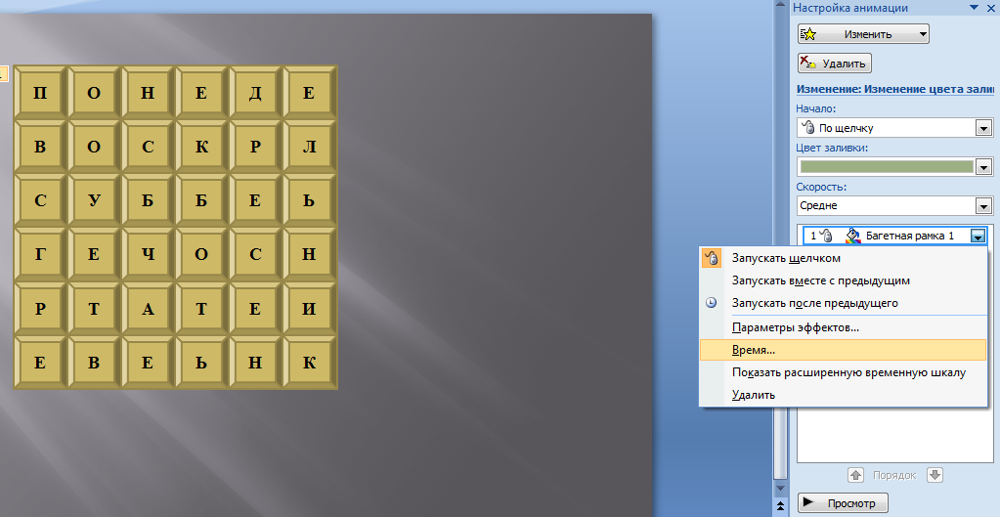 Настройка анимации
Изменить
Удалить
Изменение: Изменение цвета зали
Начало:
По щелчку
Цвет заливки:
Скорость:
Средне
1 Багетная рамка 1
Запускать щелчком
Запускать вместе с предыдущим
Запускать после предыдущего
Параметры эффектов...
Время...
Показать расширенную временную шкалу
Удалить
Порядок
Просмотр
1
П О Н Е Д Е
В О С К Р Л
С У Б Б Е Ь
Г Е Ч О С Н
Р Т А Т Е И
Е В Е Ь Н К